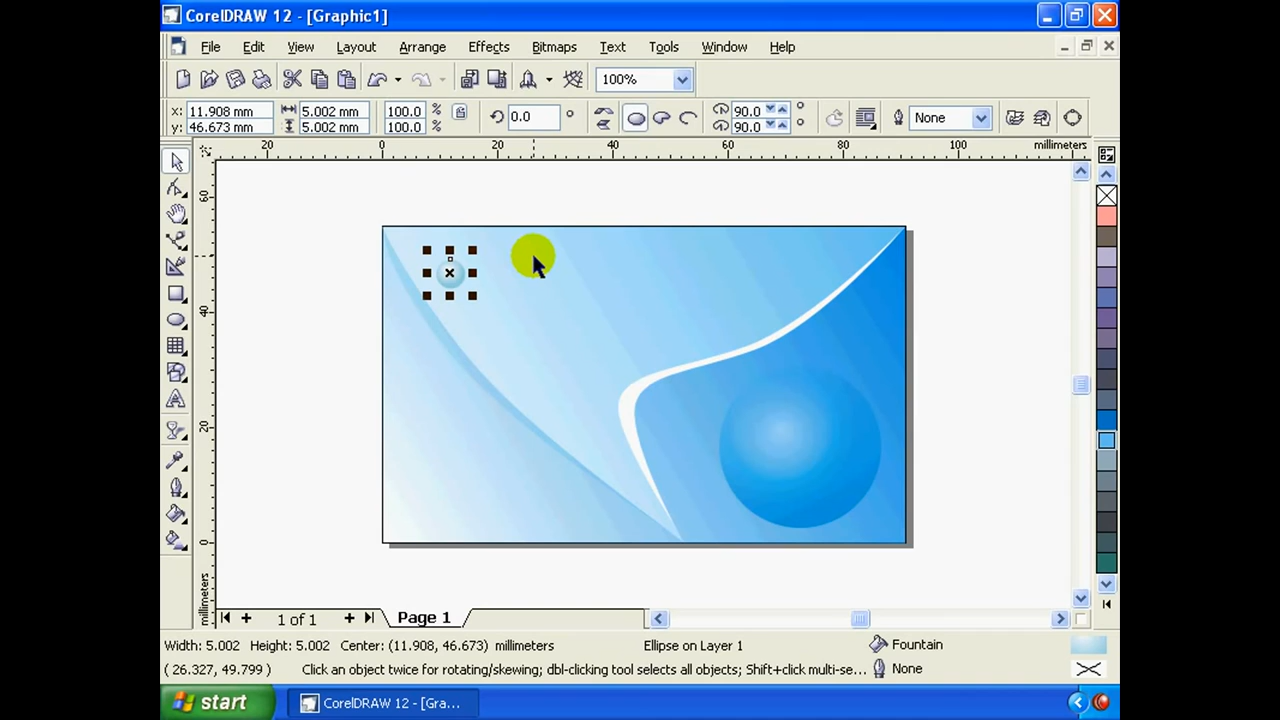 CorelDRAW 12 - [Graphic1]
File Edit View Layout Arrange Effects Bitmaps Text Tools Window Help
100%
x: 11.908 mm 5.002 mm 100.0 % 0.0 ° 90.0 ° None
y: 46.673 mm 5.002 mm 100.0 % 90.0 °
20 0 20 40 60 80 100 millimeters
60
40
20
0
millimeters
1 of 1 Page 1
Width: 5.002 Height: 5.002 Center: (11.908, 46.673) millimeters Ellipse on Layer 1 Fountain
( 26.327, 49.799 ) Click an object twice for rotating/skewing; dbl-clicking tool selects all objects; Shift+click multi-se... None
start CorelDRAW 12 - [Gra...